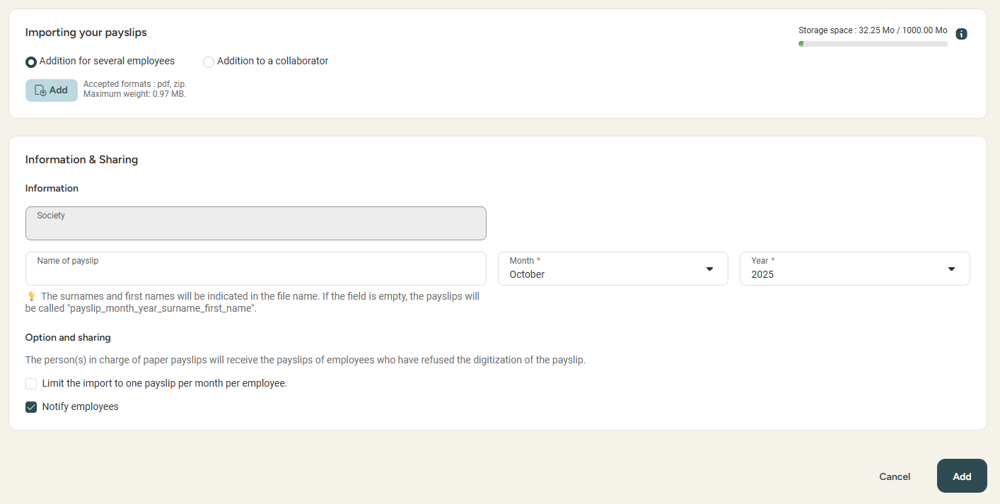 Importing your payslips
Storage space : 32.25 Mo / 1000.00 Mo
Addition for several employees
Addition to a collaborator
Add
Accepted formats : pdf, zip.
Maximum weight: 0.97 MB.
Information & Sharing
Information
Society
Name of payslip
Month *
October
Year *
2025
The surnames and first names will be indicated in the file name. If the field is empty, the payslips will
be called "payslip_month_year_surname_first_name".
Option and sharing
The person(s) in charge of paper payslips will receive the payslips of employees who have refused the digitization of the payslip.
Limit the import to one payslip per month per employee.
Notify employees
Cancel
Add